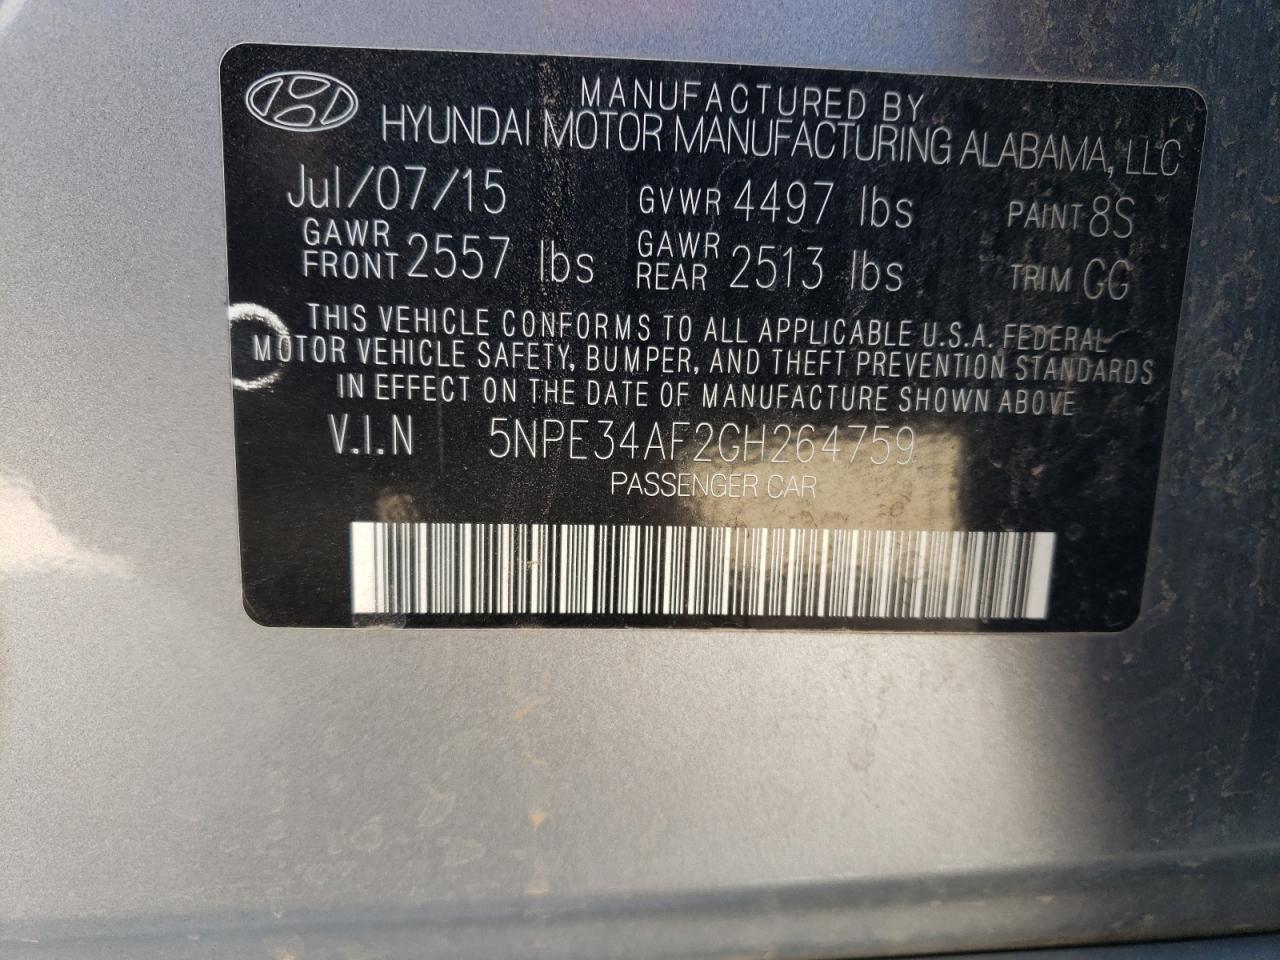 MANUFACTURED BY
HYUNDAI MOTOR MANUFACTURING ALABAMA, LLC
Jul/07/15 GVWR 4497 lbs PAINT 8S
GAWR FRONT 2557 lbs GAWR REAR 2513 lbs TRIM GG
THIS VEHICLE CONFORMS TO ALL APPLICABLE U.S.A. FEDERAL
MOTOR VEHICLE SAFETY, BUMPER, AND THEFT PREVENTION STANDARDS
IN EFFECT ON THE DATE OF MANUFACTURE SHOWN ABOVE
V.I.N 5NPE34AF2GH264759
PASSENGER CAR